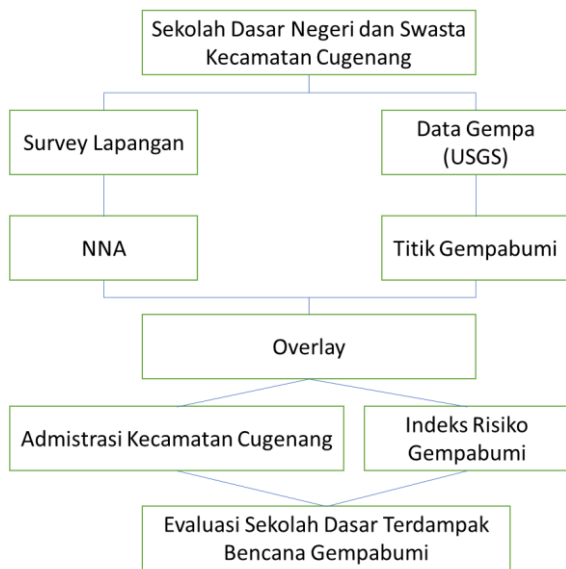 Sekolah Dasar Negeri dan Swasta
Kecamatan Cugenang
Survey Lapangan
Data Gempa
(USGS)
NNA
Titik Gempabumi
Overlay
Admistrasi Kecamatan Cugenang
Indeks Risiko
Gempabumi
Evaluasi Sekolah Dasar Terdampak
Bencana Gempabumi